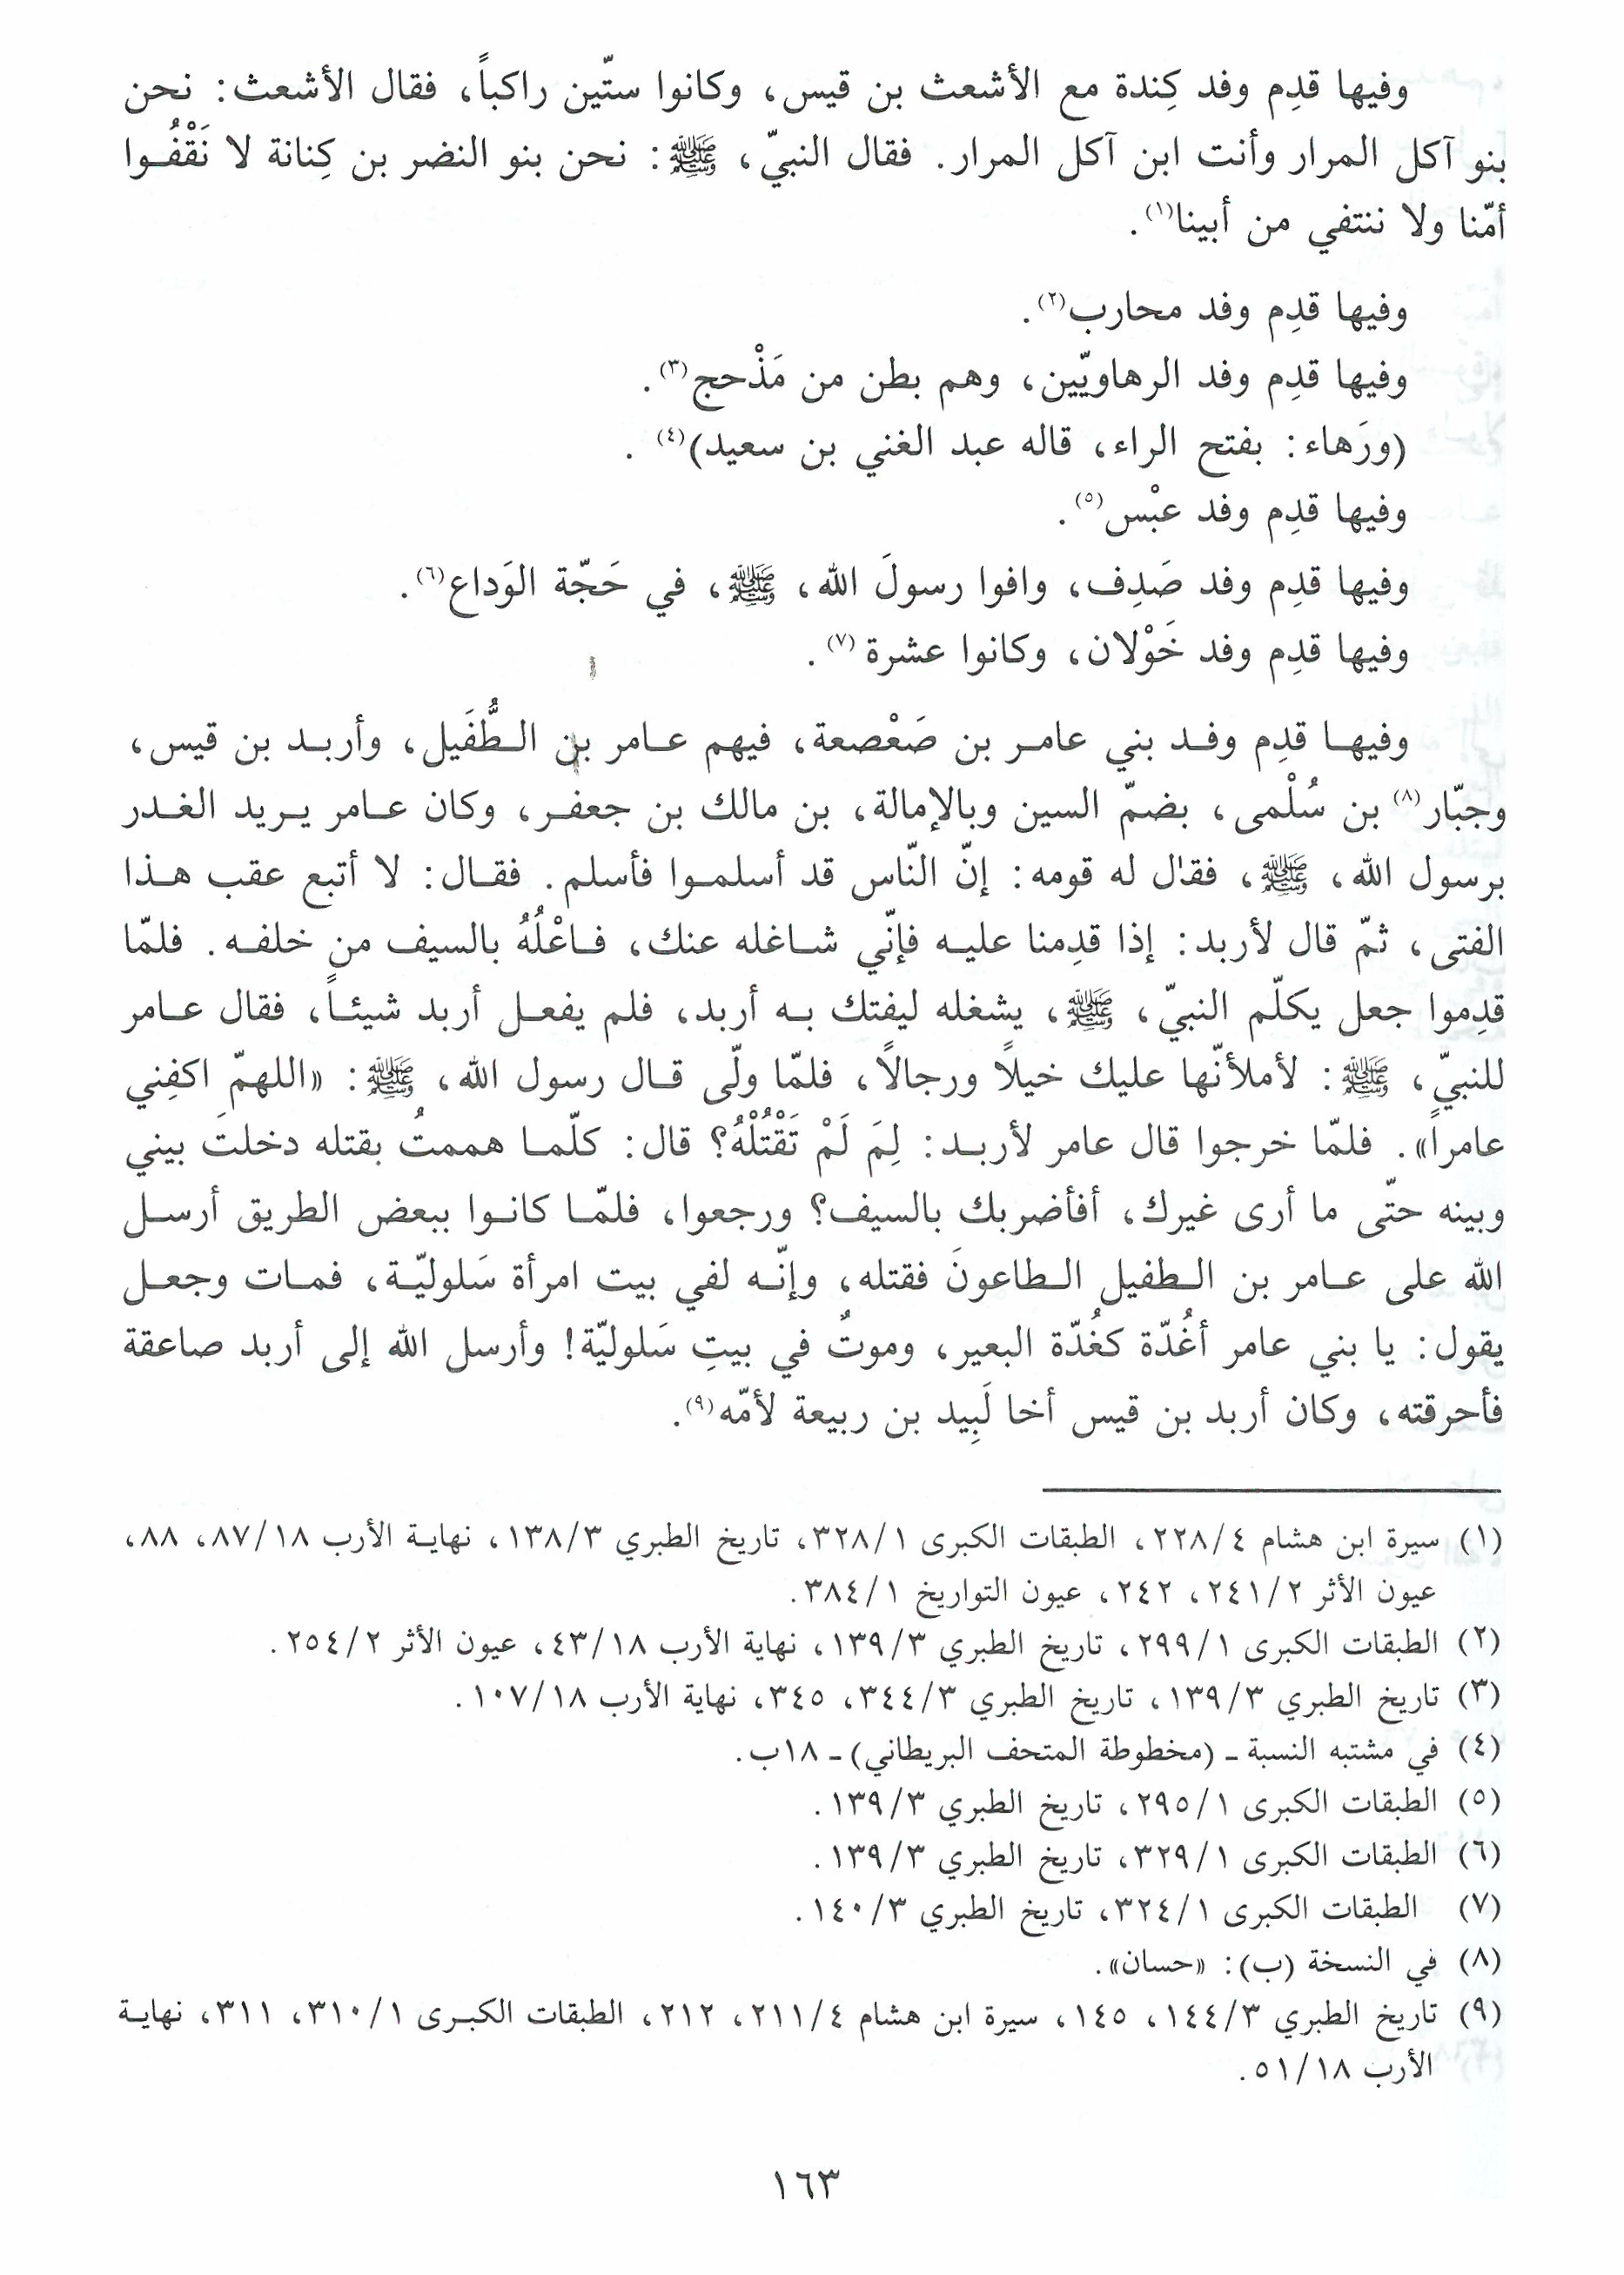 وفيها قدِم وفد كِندة مع الأشعث بن قيس، وكانوا ستّين راكباً، فقال الأشعث: نحن
بنو آكل المرار وأنت ابن آكل المرار. فقال النبيّ، ﷺ: نحن بنو النضر بن كِنانة لا نَقْفُوا
أمّنا ولا ننتفي من أبينا(١).
وفيها قدِم وفد محارب(٢).
وفيها قدِم وفد الرهاويّين، وهم بطن من مَذْحج(٣).
(ورَهاء: بفتح الراء، قاله عبد الغني بن سعيد)(٤).
وفيها قدِم وفد عبْس(٥).
وفيها قدِم وفد صَدِف، وافوا رسولَ الله، ﷺ، في حَجّة الوَداع(٦).
وفيها قدِم وفد خَوْلان، وكانوا عشرة(٧).
وفيها قدِم وفد بني عامر بن صَعْصعة، فيهم عامر بن الطُّفَيل، وأربد بن قيس،
وجبّار(٨) بن سُلْمى، بضمّ السين وبالإمالة، بن مالك بن جعفر، وكان عامر يريد الغدر
برسول الله، ﷺ، فقال له قومه: إنّ النّاس قد أسلموا فأسلم. فقال: لا أتبع عقب هذا
الفتى، ثمّ قال لأربد: إذا قدِمنا عليه فإنّي شاغله عنك، فاعْلُهُ بالسيف من خلفه. فلمّا
قدِموا جعل يكلّم النبيّ، ﷺ، يشغله ليفتك به أربد، فلم يفعل أربد شيئاً، فقال عامر
للنبيّ، ﷺ: لأملأنّها عليك خيلًا ورجالًا، فلمّا ولّى قال رسول الله، ﷺ: «اللهمّ اكفِني
عامراً». فلمّا خرجوا قال عامر لأربد: لِمَ لَمْ تَقْتُلْهُ؟ قال: كلّما هممتُ بقتله دخلتَ بيني
وبينه حتّى ما أرى غيرك، أفأضربك بالسيف؟ ورجعوا، فلمّا كانوا ببعض الطريق أرسل
الله على عامر بن الطفيل الطاعونَ فقتله، وإنّه لفي بيت امرأة سَلوليّة، فمات وجعل
يقول: يا بني عامر أغُدّة كغُدّة البعير، وموتٌ في بيتِ سَلوليّة! وأرسل الله إلى أربد صاعقة
فأحرقته، وكان أربد بن قيس أخا لَبِيد بن ربيعة لأمّه(٩).
(١) سيرة ابن هشام ٢٢٨/٤، الطبقات الكبرى ٣٢٨/١، تاريخ الطبري ١٣٨/٣، نهاية الأرب ٨٧/١٨، ٨٨،
عيون الأثر ٢٤١/٢، ٢٤٢، عيون التواريخ ٣٨٤/١.
(٢) الطبقات الكبرى ٢٩٩/١، تاريخ الطبري ١٣٩/٣، نهاية الأرب ٤٣/١٨، عيون الأثر ٢٥٤/٢.
(٣) تاريخ الطبري ١٣٩/٣، تاريخ الطبري ٣٤٤/٣، ٣٤٥، نهاية الأرب ١٠٧/١٨.
(٤) في مشتبه النسبة ـ (مخطوطة المتحف البريطاني) ـ ١٨ب.
(٥) الطبقات الكبرى ٢٩٥/١، تاريخ الطبري ١٣٩/٣.
(٦) الطبقات الكبرى ٣٢٩/١، تاريخ الطبري ١٣٩/٣.
(٧) الطبقات الكبرى ٣٢٤/١، تاريخ الطبري ١٤٠/٣.
(٨) في النسخة (ب): «حسان».
(٩) تاريخ الطبري ١٤٤/٣، ١٤٥، سيرة ابن هشام ٢١١/٤، ٢١٢، الطبقات الكبرى ٣١٠/١، ٣١١، نهاية
الأرب ٥١/١٨.
١٦٣